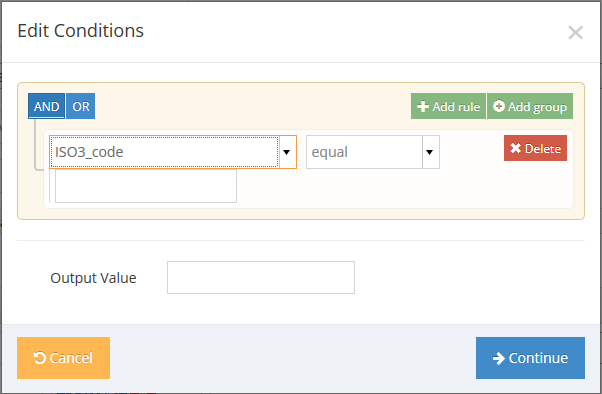 Edit Conditions
AND OR Add rule Add group
ISO3_code equal Delete
Output Value
Cancel Continue